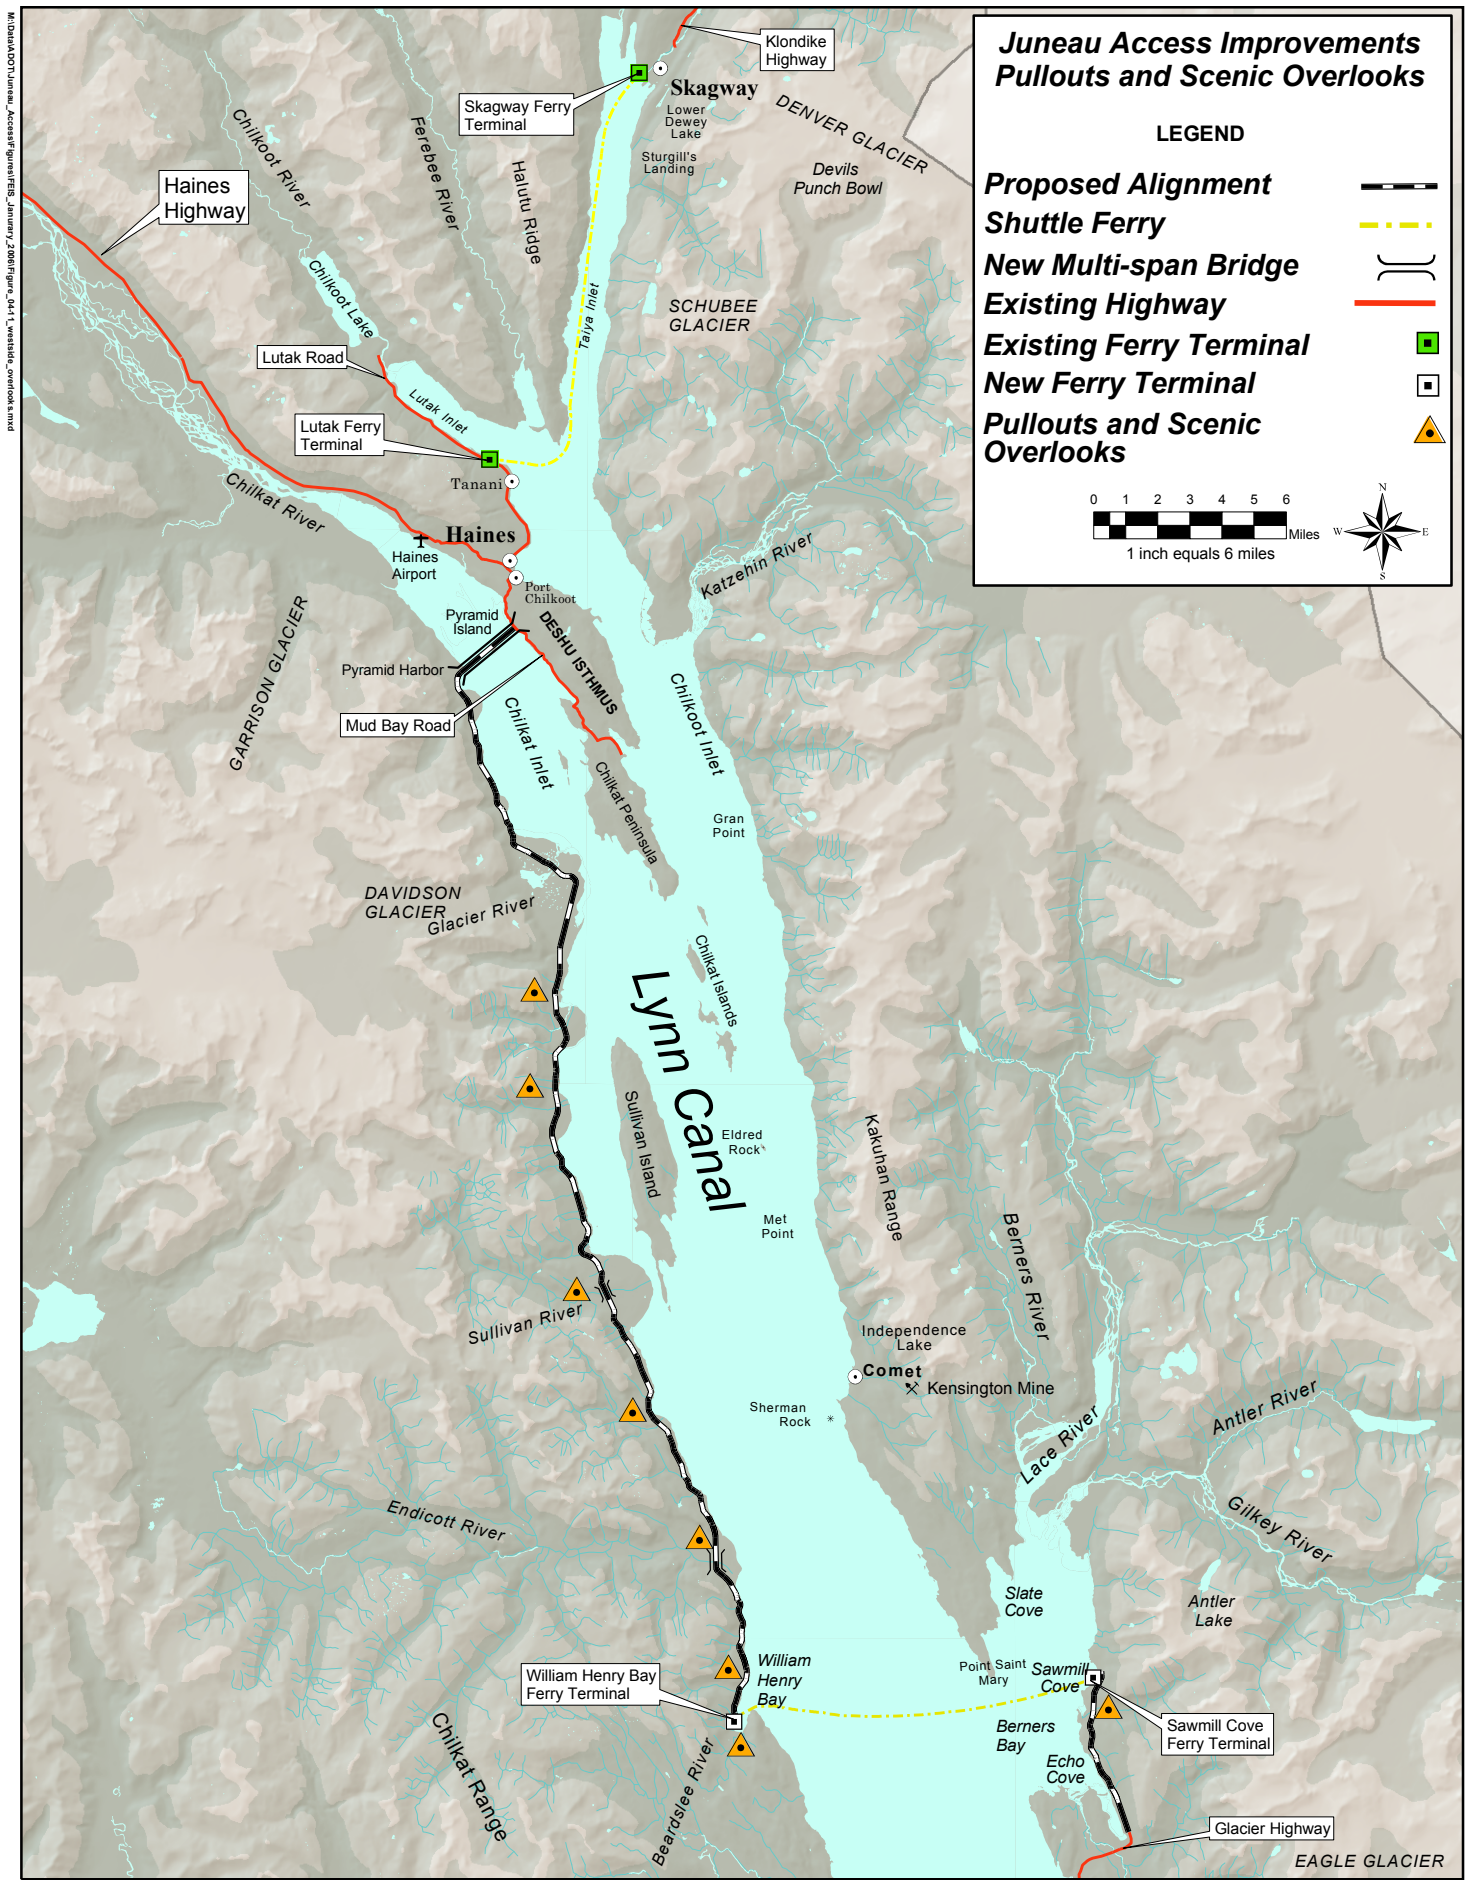 M:\Data\ADOT\Juneau_Access\Figures\FEIS_Janurary_2006\Figure_04-11_westside_overlooks.mxd
Juneau Access Improvements
Pullouts and Scenic Overlooks
LEGEND
Proposed Alignment
Shuttle Ferry
New Multi-span Bridge
Existing Highway
Existing Ferry Terminal
New Ferry Terminal
Pullouts and Scenic
Overlooks
0 1 2 3 4 5 6
Miles
1 inch equals 6 miles
N
W
E
S
Klondike
Highway
Skagway
Skagway Ferry
Terminal
Lower
Dewey
Lake
DENVER GLACIER
Sturgill's
Landing
Devils
Punch Bowl
Chilkoot River
Ferebee River
Halutu Ridge
Haines
Highway
Chilkoot Lake
Taiya Inlet
SCHUBEE
GLACIER
Lutak Road
Lutak Inlet
Lutak Ferry
Terminal
Tanani
Chilkat River
Haines
Haines
Airport
Port
Chilkoot
Katzehin River
Pyramid
Island
DESHU ISTHMUS
GARRISON GLACIER
Pyramid Harbor
Mud Bay Road
Chilkat Inlet
Chilkoot Inlet
Chilkat Peninsula
Gran
Point
DAVIDSON
GLACIER
Glacier River
Chilkat Islands
Lynn Canal
Sullivan Island
Eldred
Rock
Kakuhan Range
Met
Point
Berners River
Sullivan River
Independence
Lake
Comet
Kensington Mine
Sherman
Rock
Lace River
Antler River
Endicott River
Gilkey River
Slate
Cove
Antler
Lake
William
Henry
Bay
Point Saint
Mary
Sawmill
Cove
William Henry Bay
Ferry Terminal
Berners
Bay
Sawmill Cove
Ferry Terminal
Echo
Cove
Chilkat Range
Beardslee River
Glacier Highway
EAGLE GLACIER